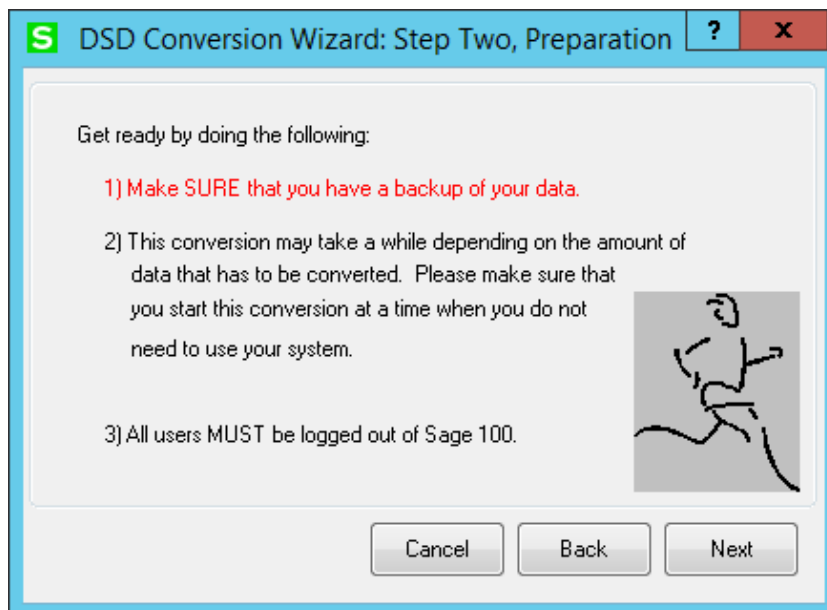 S DSD Conversion Wizard: Step Two, Preparation ? x
Get ready by doing the following:
1) Make SURE that you have a backup of your data.
2) This conversion may take a while depending on the amount of
data that has to be converted. Please make sure that
you start this conversion at a time when you do not
need to use your system.
3) All users MUST be logged out of Sage 100.
Cancel Back Next